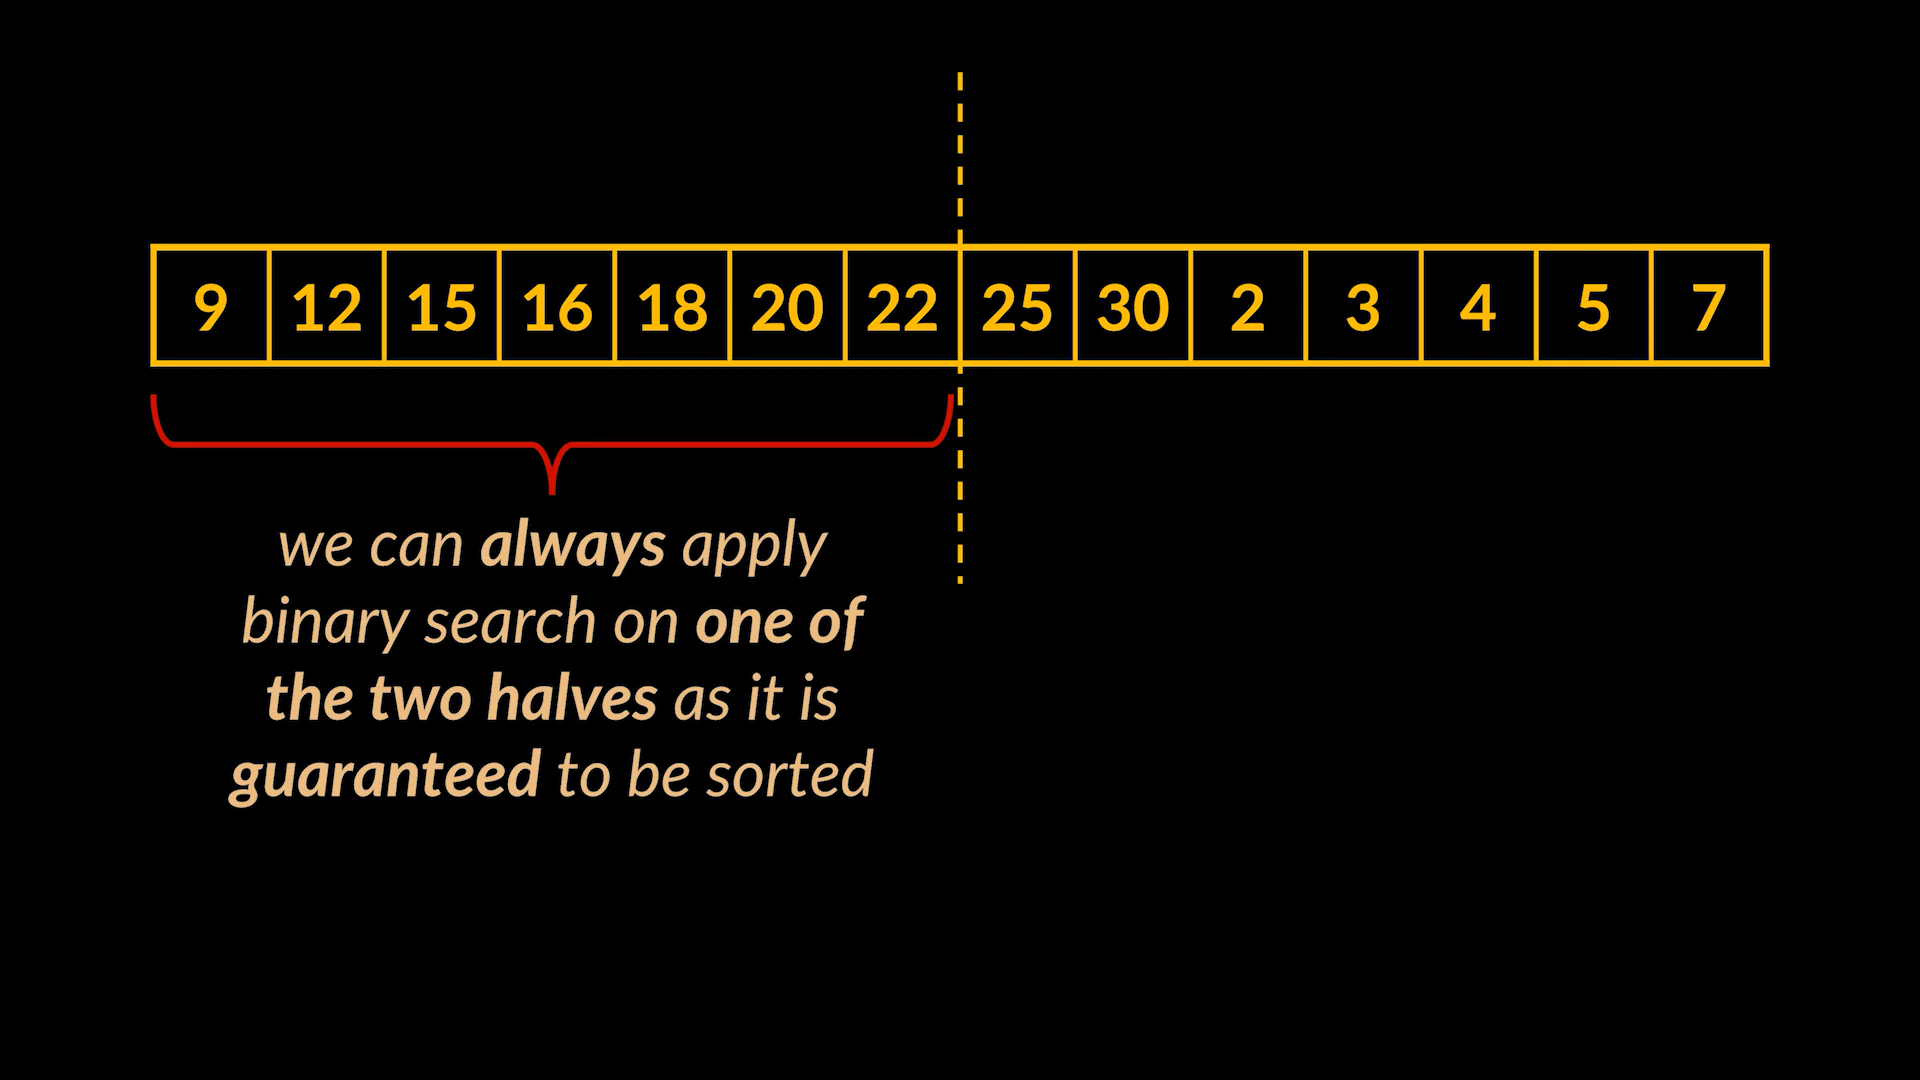 9 12 15 16 18 20 22 25 30 2 3 4 5 7
we can always apply
binary search on one of
the two halves as it is
guaranteed to be sorted